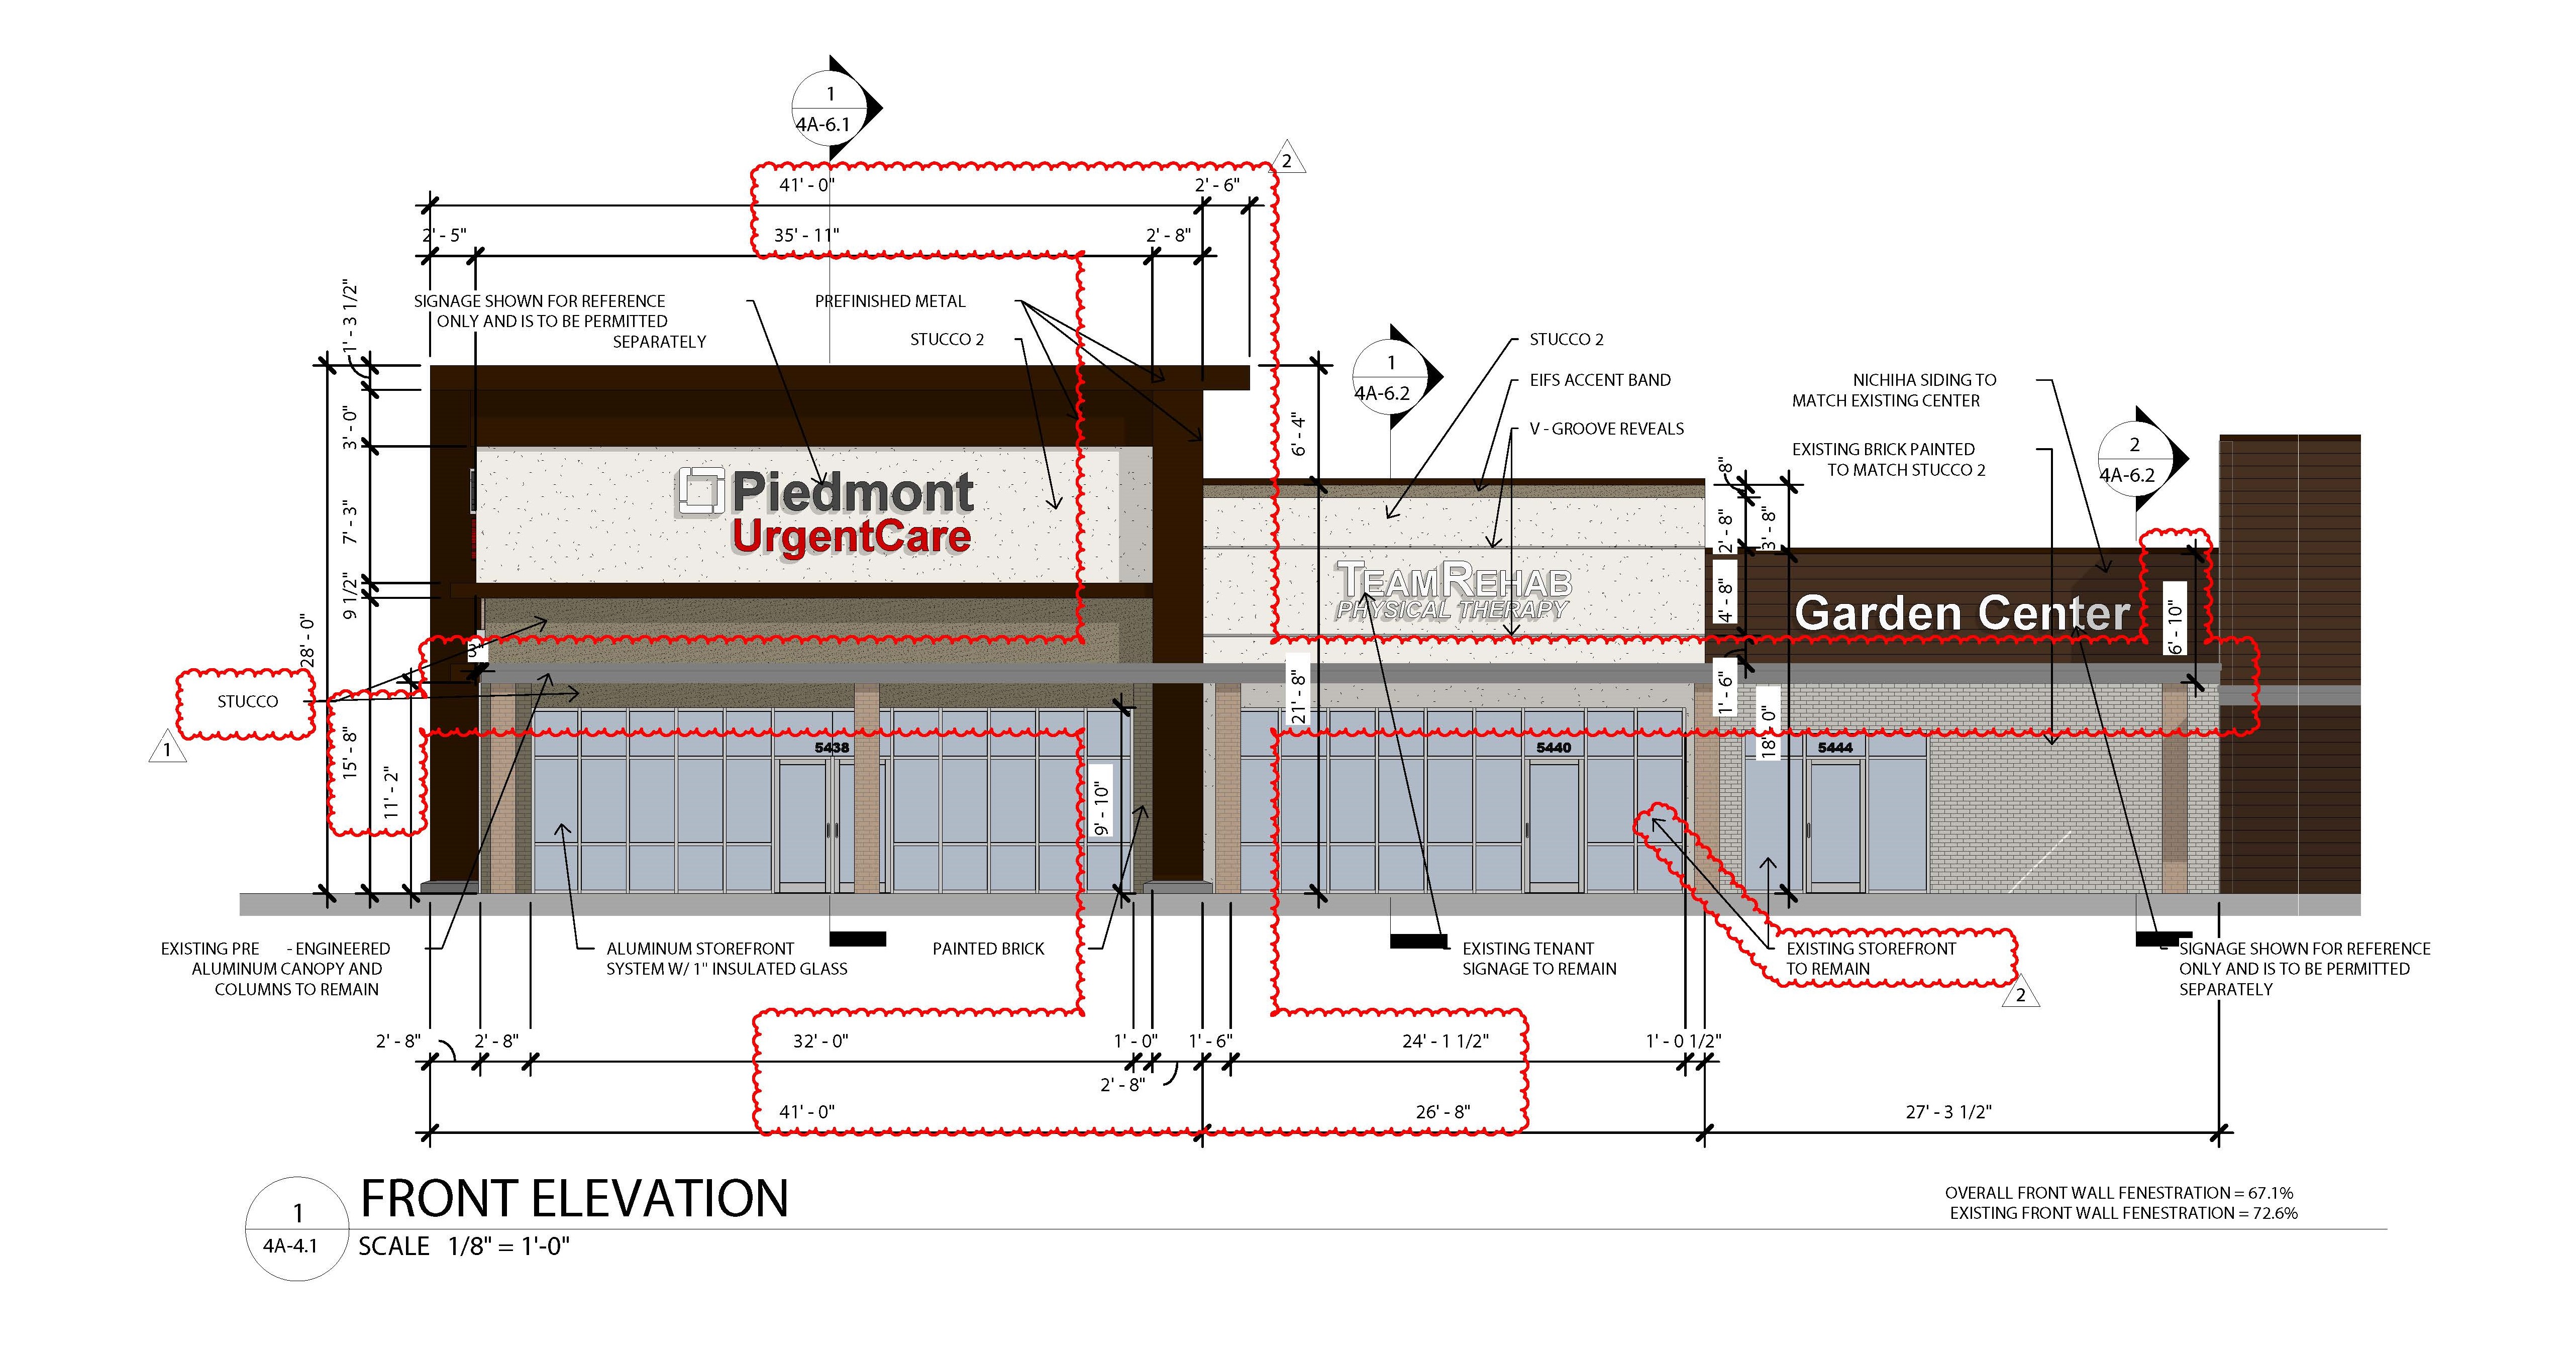 1
4A-6.1
2
41' - 0"
2' - 6"
2' - 5"
35' - 11"
2' - 8"
1' - 3 1/2"
SIGNAGE SHOWN FOR REFERENCE
ONLY AND IS TO BE PERMITTED
SEPARATELY
PREFINISHED METAL
STUCCO 2
1
4A-6.2
STUCCO 2
EIFS ACCENT BAND
V - GROOVE REVEALS
NICHIHA SIDING TO
MATCH EXISTING CENTER
EXISTING BRICK PAINTED
TO MATCH STUCCO 2
2
4A-6.2
3' - 0"
7' - 3"
9 1/2"
28' - 0"
6' - 4"
8"
2' - 8"
3' - 8"
4' - 8"
6' - 10"
Piedmont
UrgentCare
TEAMREHAB
PHYSICAL THERAPY
Garden Center
3"
STUCCO
1
15' - 8"
11' - 2"
21' - 8"
1' - 6"
18' - 0"
9' - 10"
5438
5440
5444
EXISTING PRE - ENGINEERED
ALUMINUM CANOPY AND
COLUMNS TO REMAIN
ALUMINUM STOREFRONT
SYSTEM W/ 1" INSULATED GLASS
PAINTED BRICK
EXISTING TENANT
SIGNAGE TO REMAIN
EXISTING STOREFRONT
TO REMAIN
2
SIGNAGE SHOWN FOR REFERENCE
ONLY AND IS TO BE PERMITTED
SEPARATELY
2' - 8"
2' - 8"
32' - 0"
1' - 0"
2' - 8"
1' - 6"
24' - 1 1/2"
1' - 0 1/2"
41' - 0"
26' - 8"
27' - 3 1/2"
1
4A-4.1
FRONT ELEVATION
SCALE 1/8" = 1'-0"
OVERALL FRONT WALL FENESTRATION = 67.1%
EXISTING FRONT WALL FENESTRATION = 72.6%